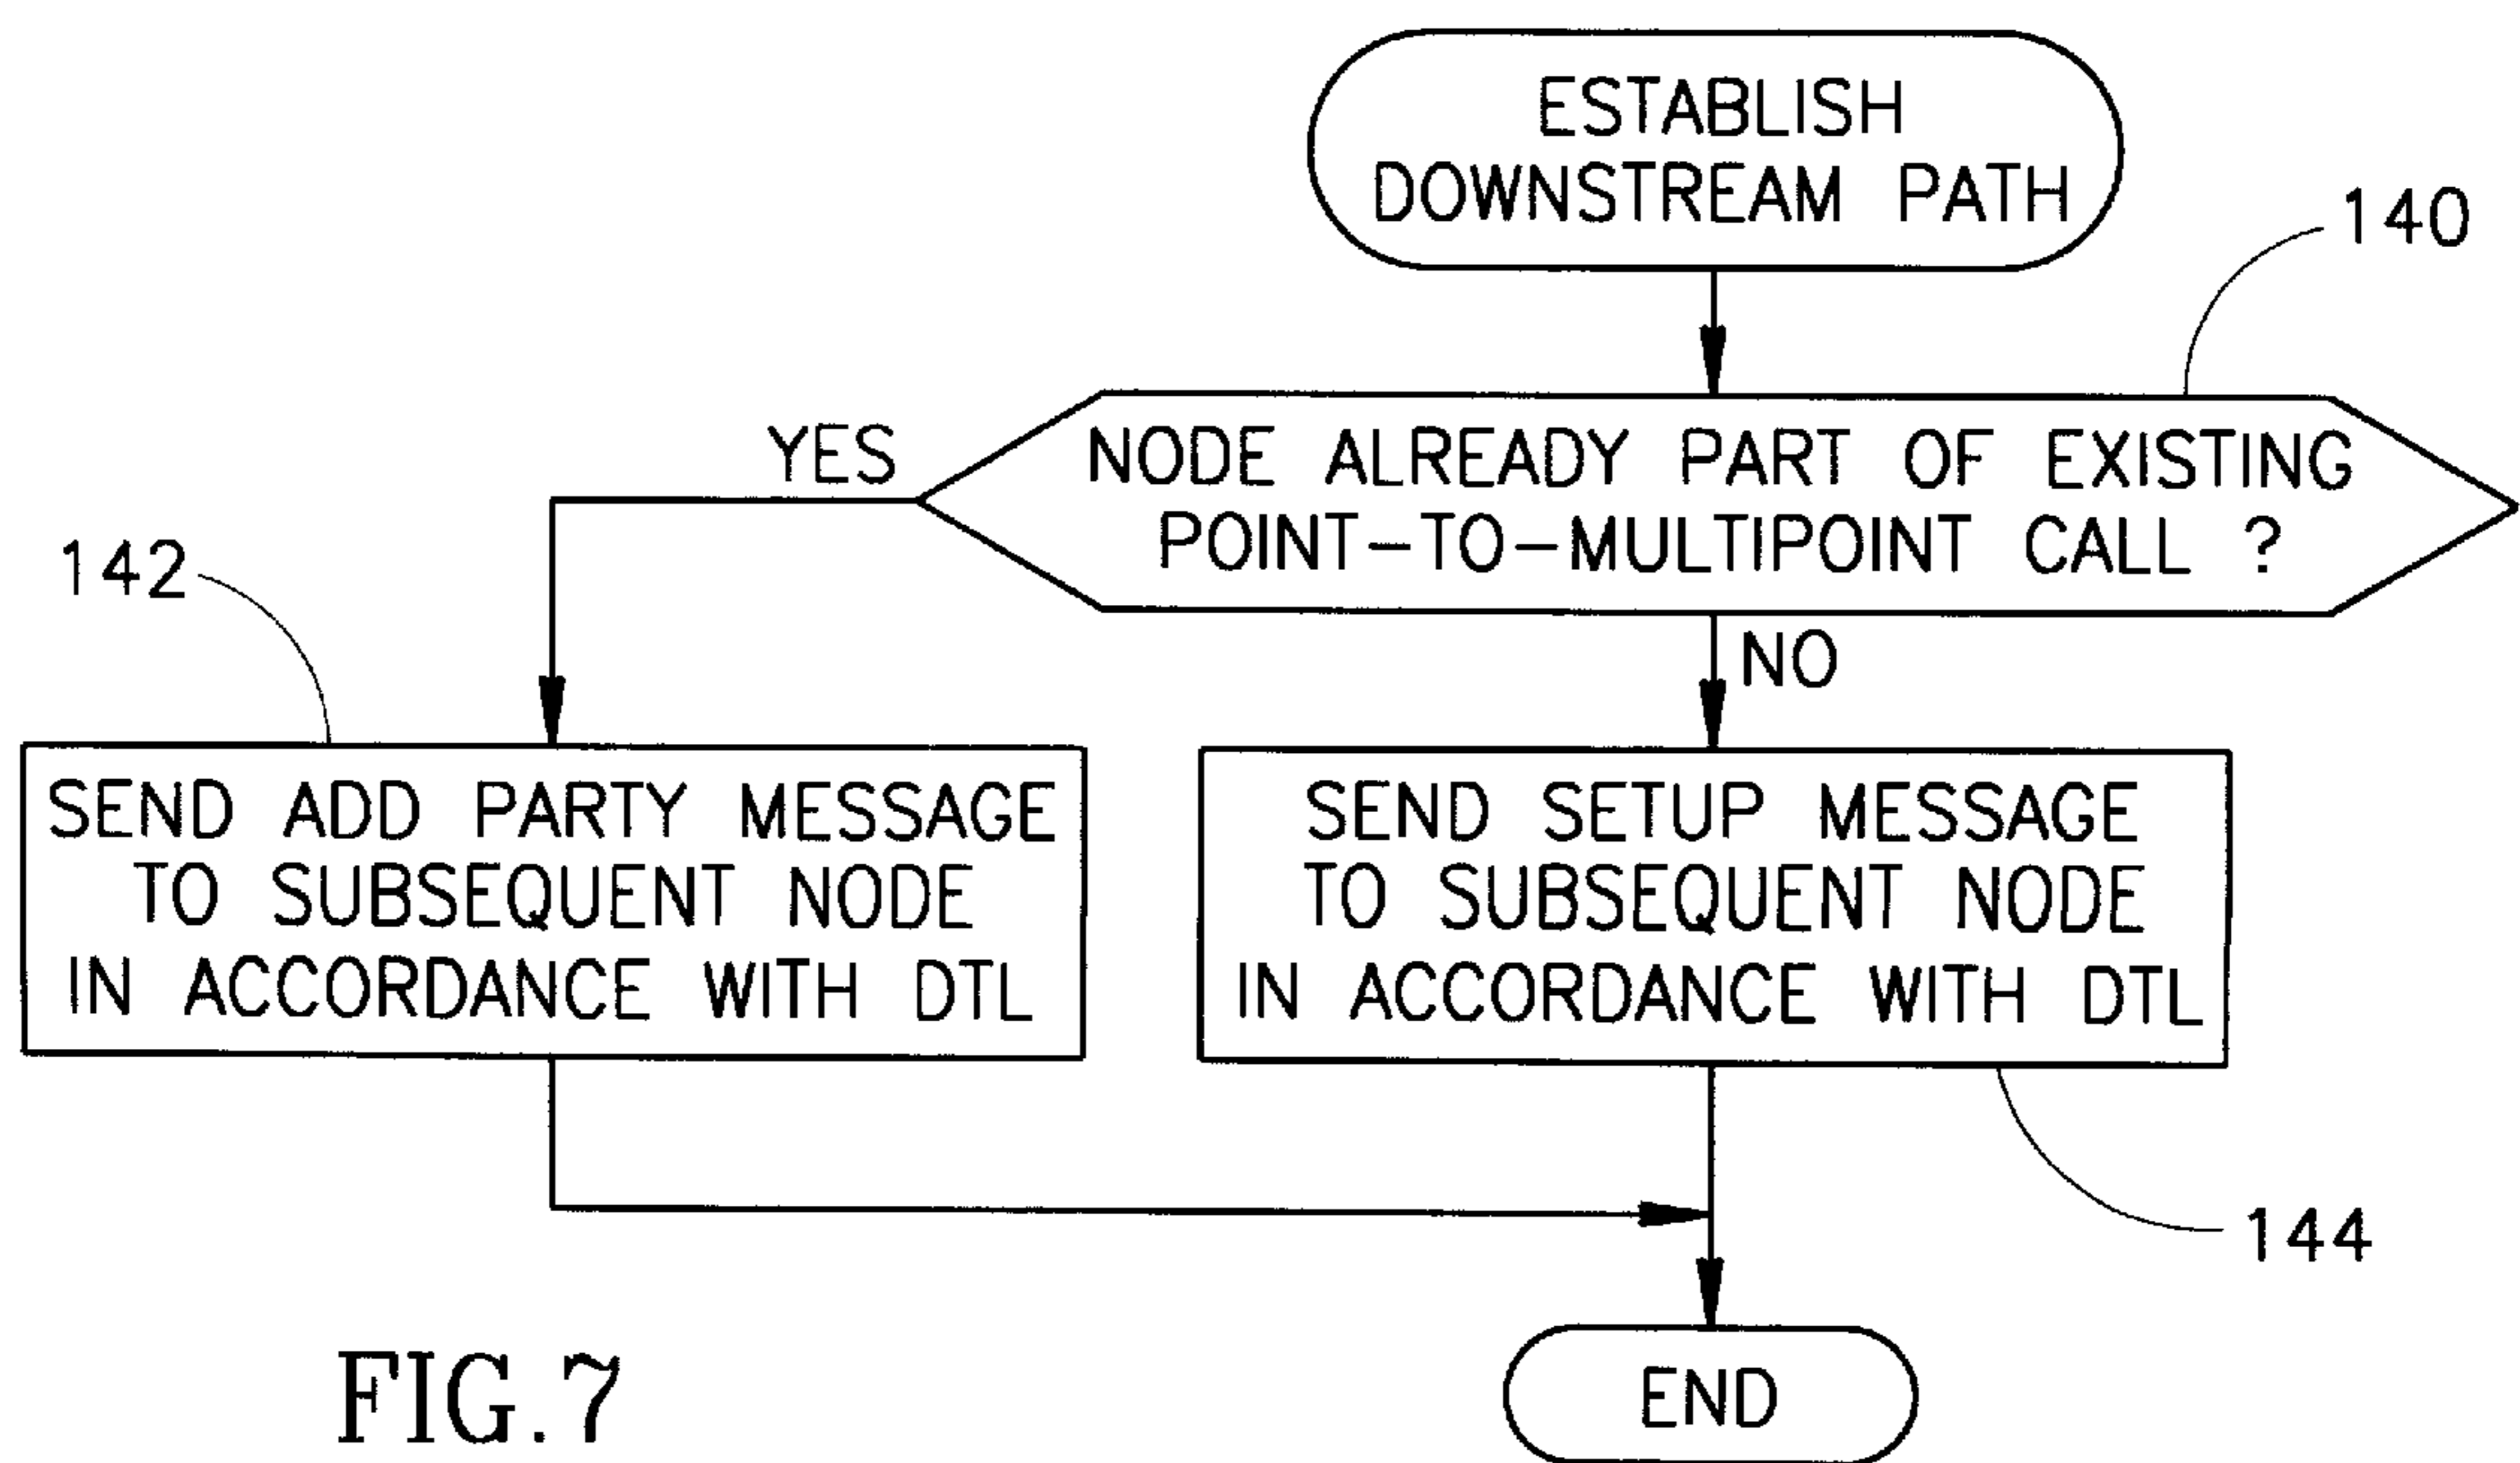 ESTABLISH
DOWNSTREAM PATH
140
NODE ALREADY PART OF EXISTING
POINT-TO-MULTIPOINT CALL ?
YES
NO
142
SEND ADD PARTY MESSAGE
TO SUBSEQUENT NODE
IN ACCORDANCE WITH DTL
SEND SETUP MESSAGE
TO SUBSEQUENT NODE
IN ACCORDANCE WITH DTL
144
END
FIG.7